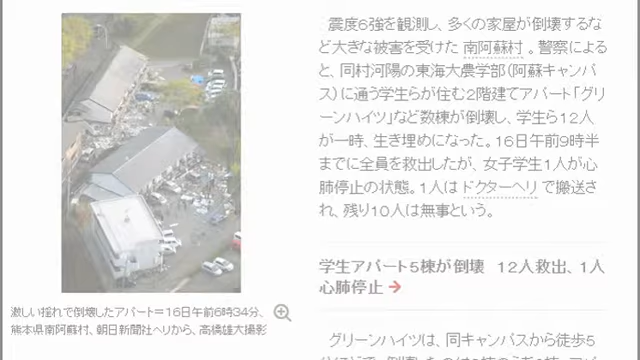 震度6強を観測し、多くの家屋が倒壊するな
ど大きな被害を受けた 南阿蘇村 。警察による
と、同村河陽の東海大農学部（阿蘇キャンパ
ス）に通う学生らが住む2階建てアパート「グリ
ーンハイツ」など数棟が倒壊し、学生ら12人
が一時、生き埋めになった。16日午前9時半
までに全員を救出したが、女子学生1人が心
肺停止の状態。1人は ドクターヘリ で搬送さ
れ、残り10人は無事という。
学生アパート5棟が倒壊　12人救出、1人
心肺停止
激しい揺れで倒壊したアパート＝16日午前6時34分、
熊本県南阿蘇村、朝日新聞社ヘリから、高橋雄大撮影
グリーンハイツは、同キャンパスから徒歩5